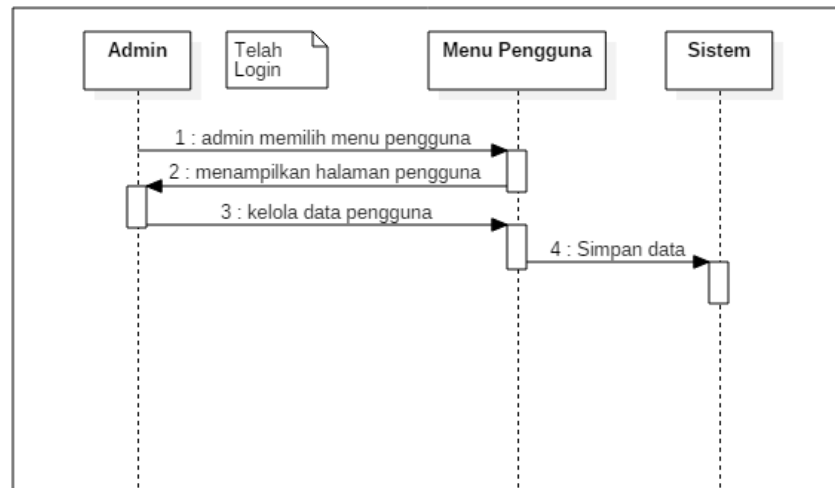 Admin
Telah
Login
Menu Pengguna
Sistem
1 : admin memilih menu pengguna
2 : menampilkan halaman pengguna
3 : kelola data pengguna
4 : Simpan data